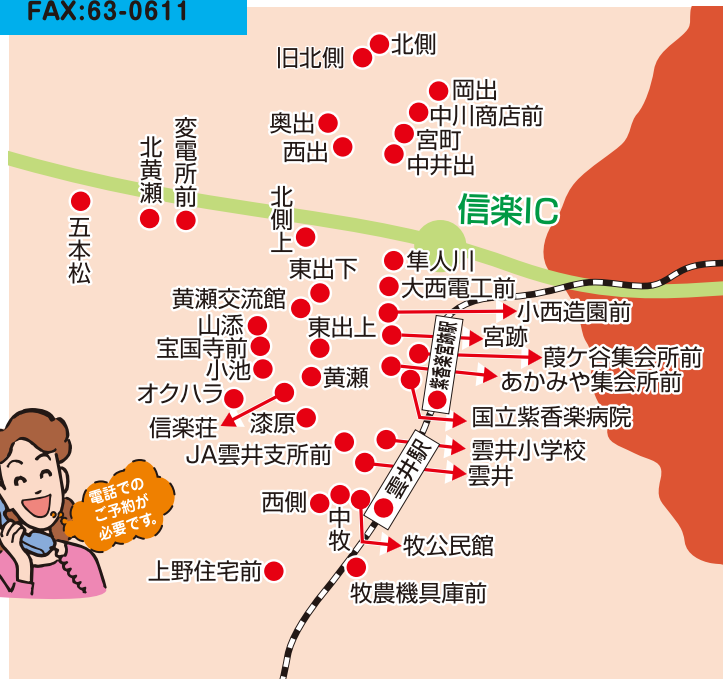 FAX:63-0611
北側
旧北側
岡出
中川商店前
奥出
宮町
西出
中井出
変電所前
北黄瀬
北側上
信楽IC
五本松
隼人川
東出下
大西電工前
黄瀬交流館
小西造園前
山添
東出上
宮跡
紫香楽宮跡駅
宝国寺前
葭ケ谷集会所前
小池
黄瀬
あかみや集会所前
オクハラ
国立紫香楽病院
信楽荘
漆原
雲井小学校
JA雲井支所前
雲井駅
雲井
電話での
ご予約が
必要です。
西側
中牧
牧公民館
上野住宅前
牧農機具庫前